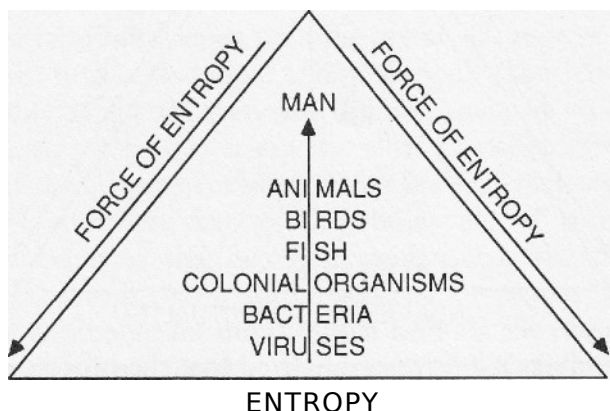 FORCE OF ENTROPY
FORCE OF ENTROPY
MAN
ANIMALS
BIRDS
FISH
COLONIAL ORGANISMS
BACTERIA
VIRUSES
ENTROPY